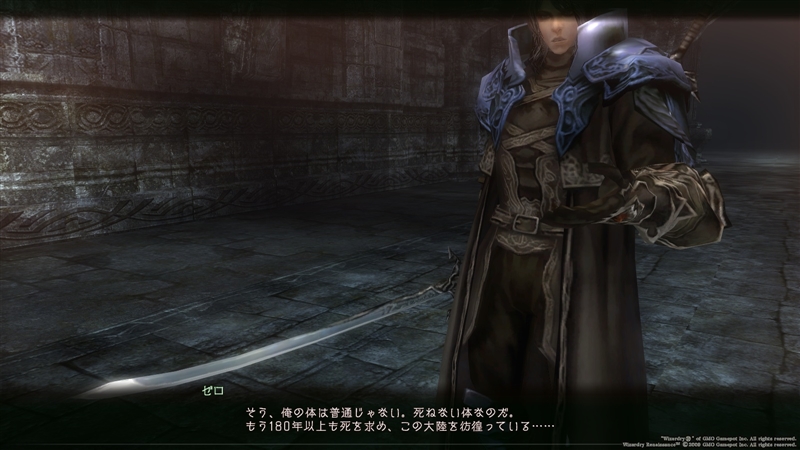 ゼロ
そう、俺の体は普通じゃない。死ねない体なのだ。
もう180年以上も死を求め、この大陸を彷徨っている……
"Wizardry®" of GMO Gamepot Inc. All rights reserved.
Wizardry Renaissance™ ©2009 GMO Gamepot Inc. All rights reserved.